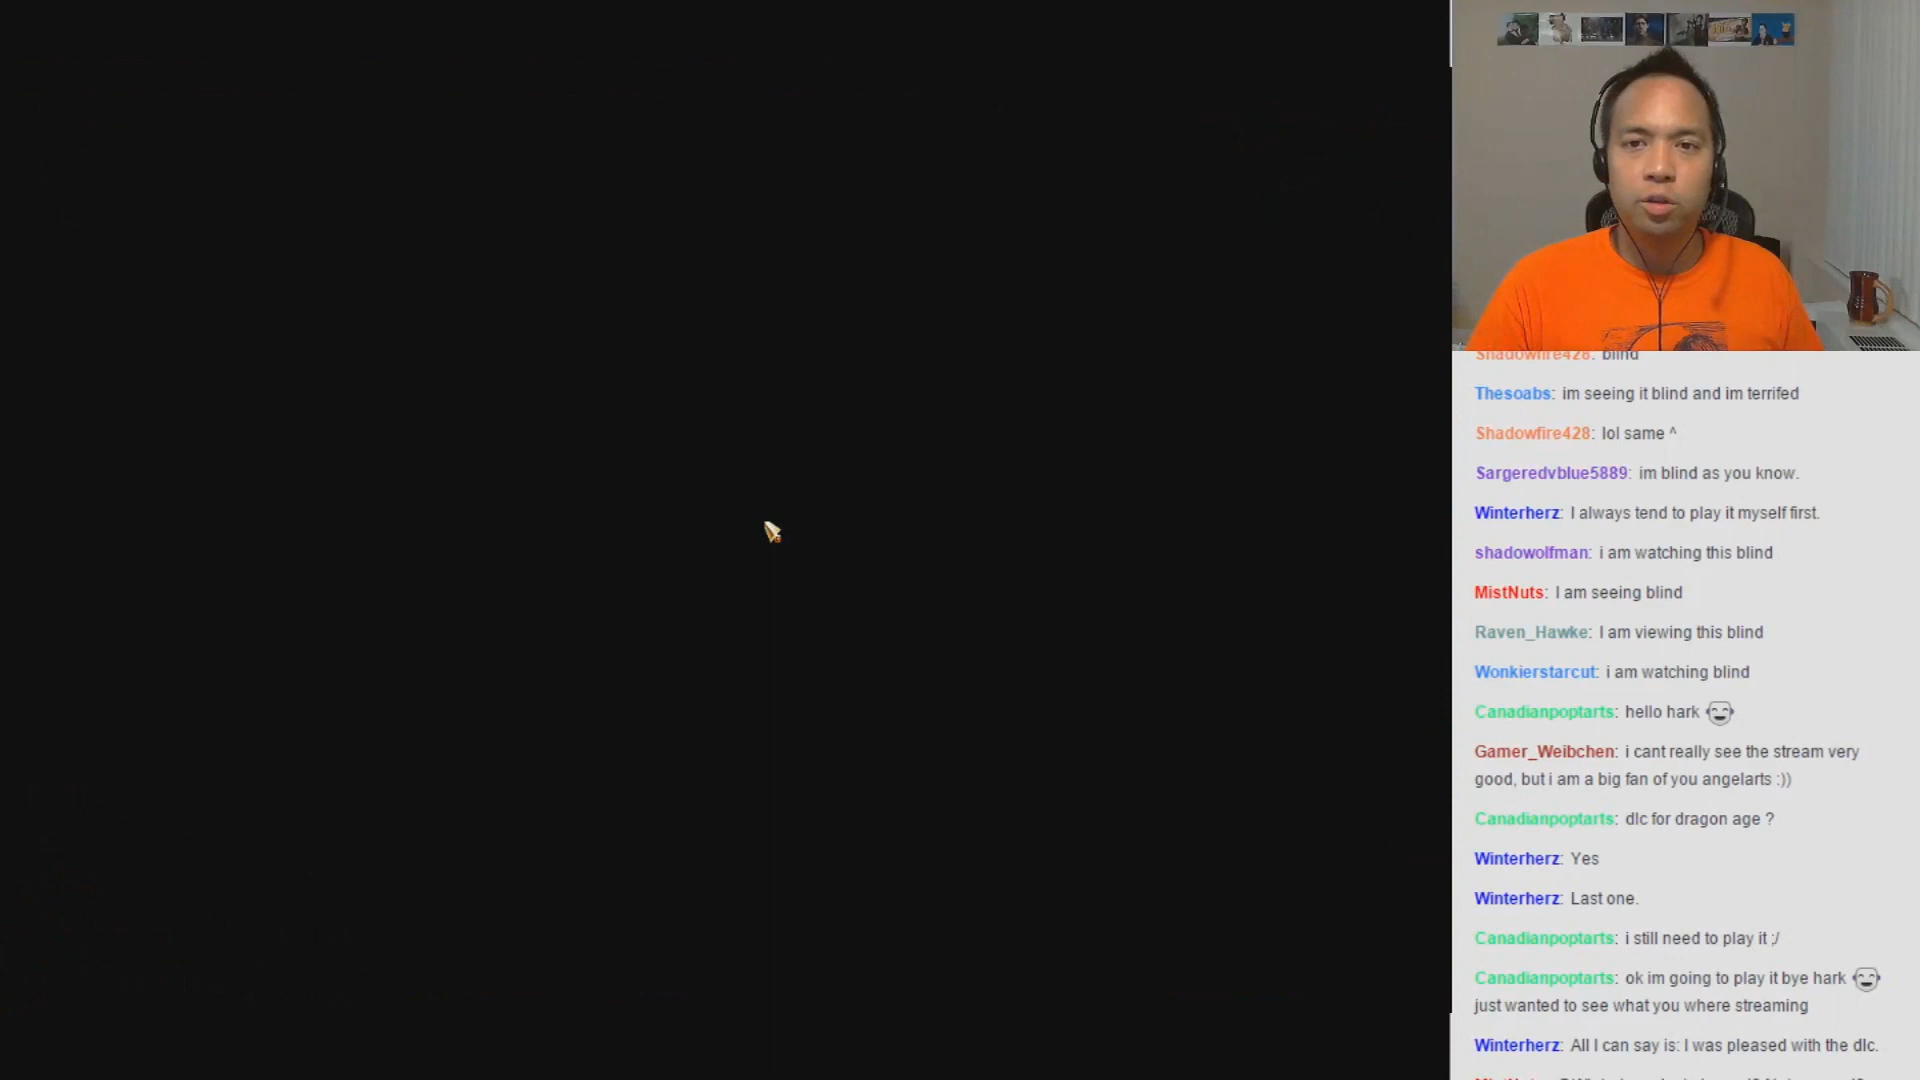 Shadowfire428: blind
Thesoabs: im seeing it blind and im terrifed
Shadowfire428: lol same ^
Sargeredvblue5889: im blind as you know.
Winterherz: I always tend to play it myself first.
shadowolfman: i am watching this blind
MistNuts: I am seeing blind
Raven_Hawke: I am viewing this blind
Wonkierstarcut: i am watching blind
Canadianpoptarts: hello hark
Gamer_Weibchen: i cant really see the stream very
good, but i am a big fan of you angelarts :))
Canadianpoptarts: dlc for dragon age ?
Winterherz: Yes
Winterherz: Last one.
Canadianpoptarts: i still need to play it ;/
Canadianpoptarts: ok im going to play it bye hark
just wanted to see what you where streaming
Winterherz: All I can say is: I was pleased with the dlc.